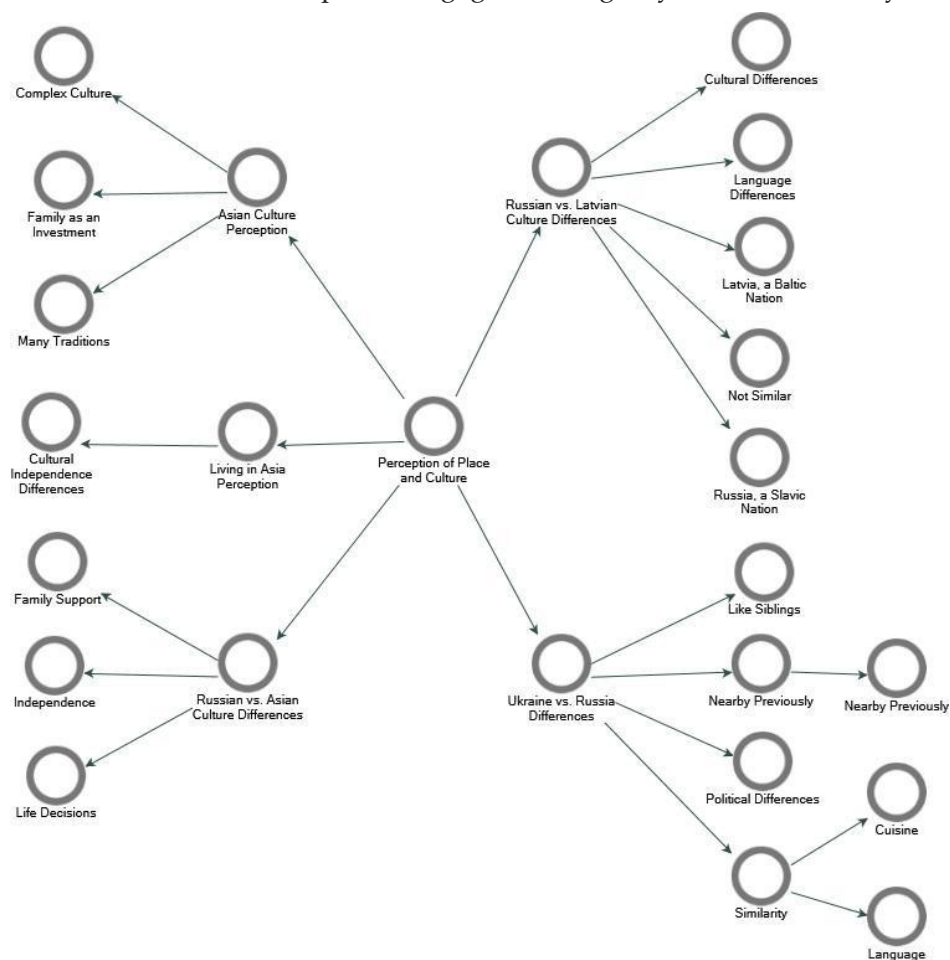 Complex Culture
Cultural Differences
Family as an
Investment
Asian Culture
Perception
Russian vs. Latvian
Culture Differences
Language
Differences
Many Traditions
Latvia, a Baltic
Nation
Not Similar
Cultural
Independence
Differences
Living in Asia
Perception
Perception of Place
and Culture
Russia, a Slavic
Nation
Family Support
Like Siblings
Independence
Russian vs. Asian
Culture Differences
Ukraine vs. Russia
Differences
Nearby Previously
Nearby Previously
Life Decisions
Political Differences
Cuisine
Similarity
Language